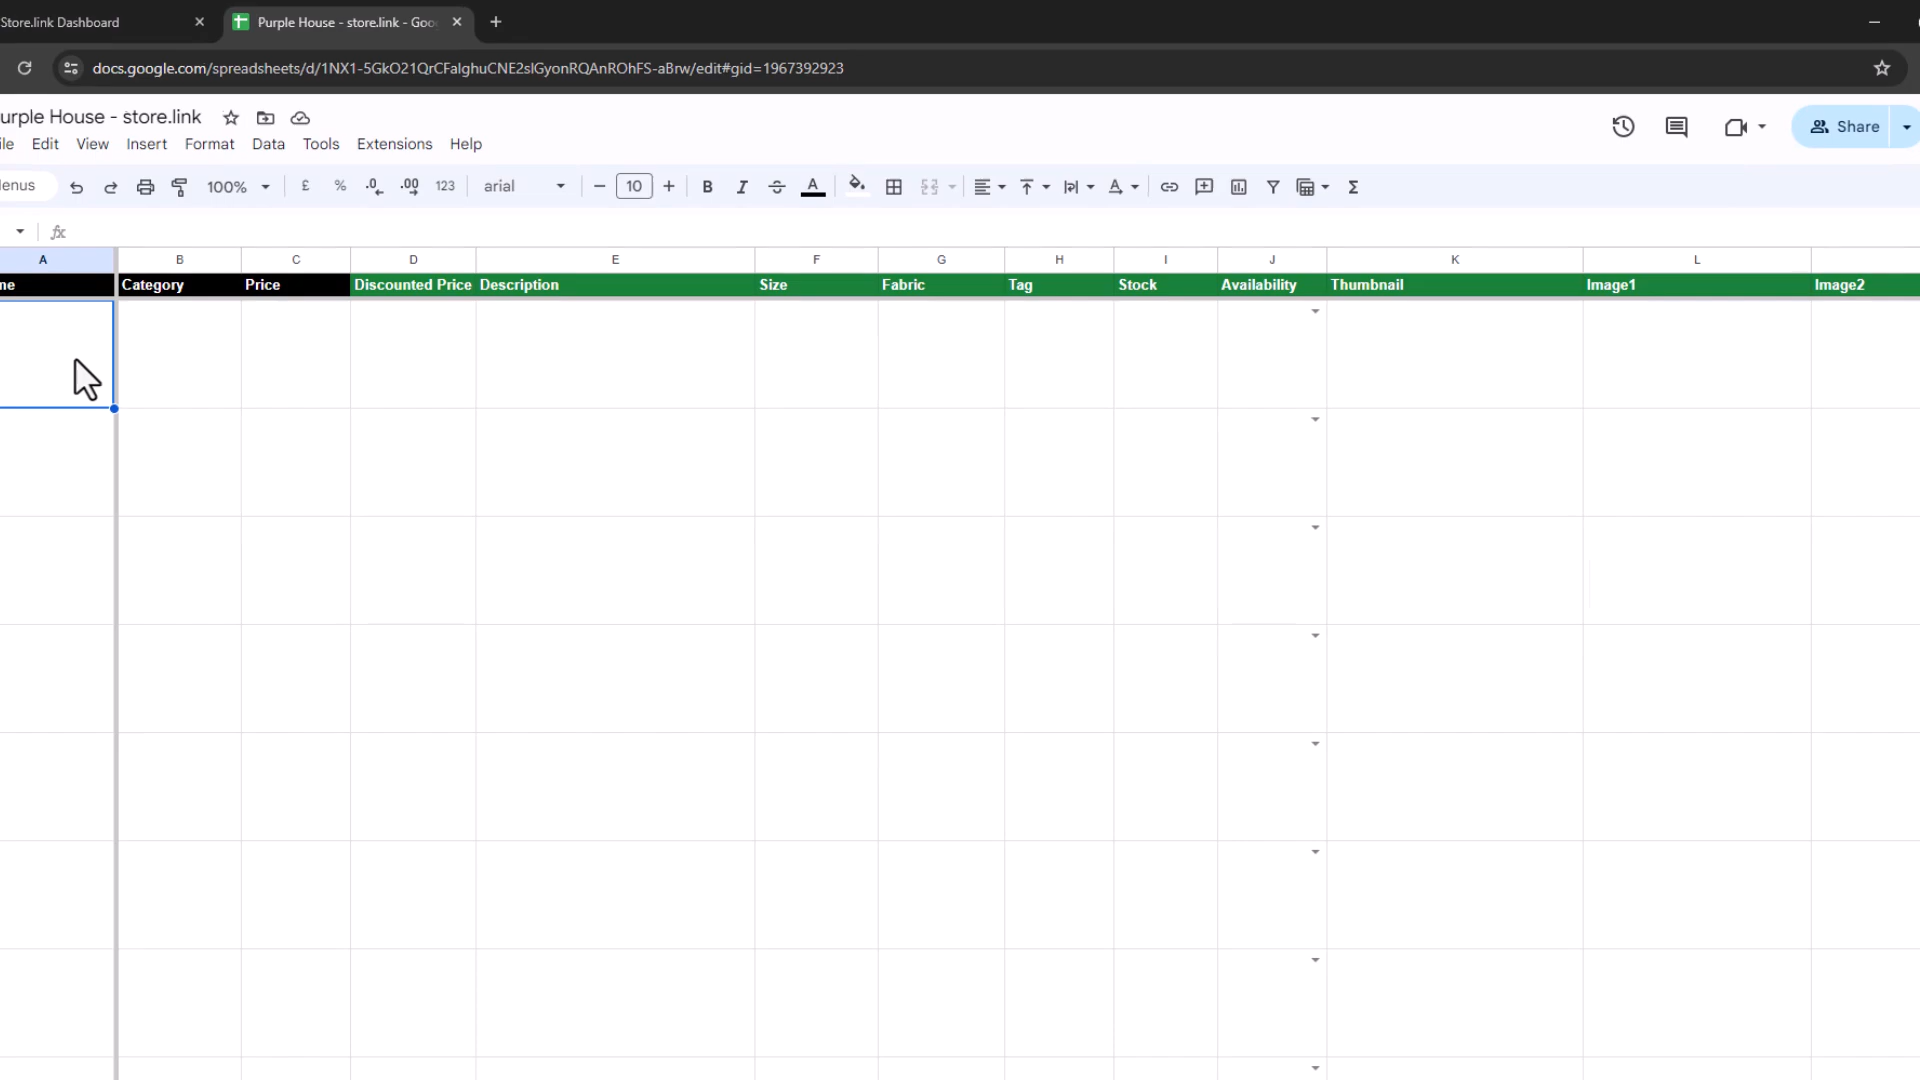 Store.link Dashboard
Purple House - store.link - Goo
docs.google.com/spreadsheets/d/1NX1-5GkO21QrCFalghuCNE2slGyonRQAnROhFS-aBrw/edit#gid=1967392923
urple House - store.link
ile Edit View Insert Format Data Tools Extensions Help
Share
lenus 100% £ % .0 .00 123 arial 10 B I S A Σ
fx
A B C D E F G H I J K L
ne Category Price Discounted Price Description Size Fabric Tag Stock Availability Thumbnail Image1 Image2